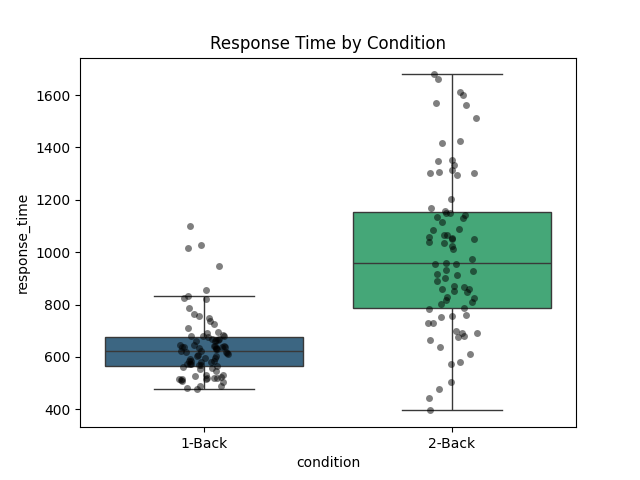 Response Time by Condition
response_time
1600
1400
1200
1000
800
600
400
1-Back
2-Back
condition